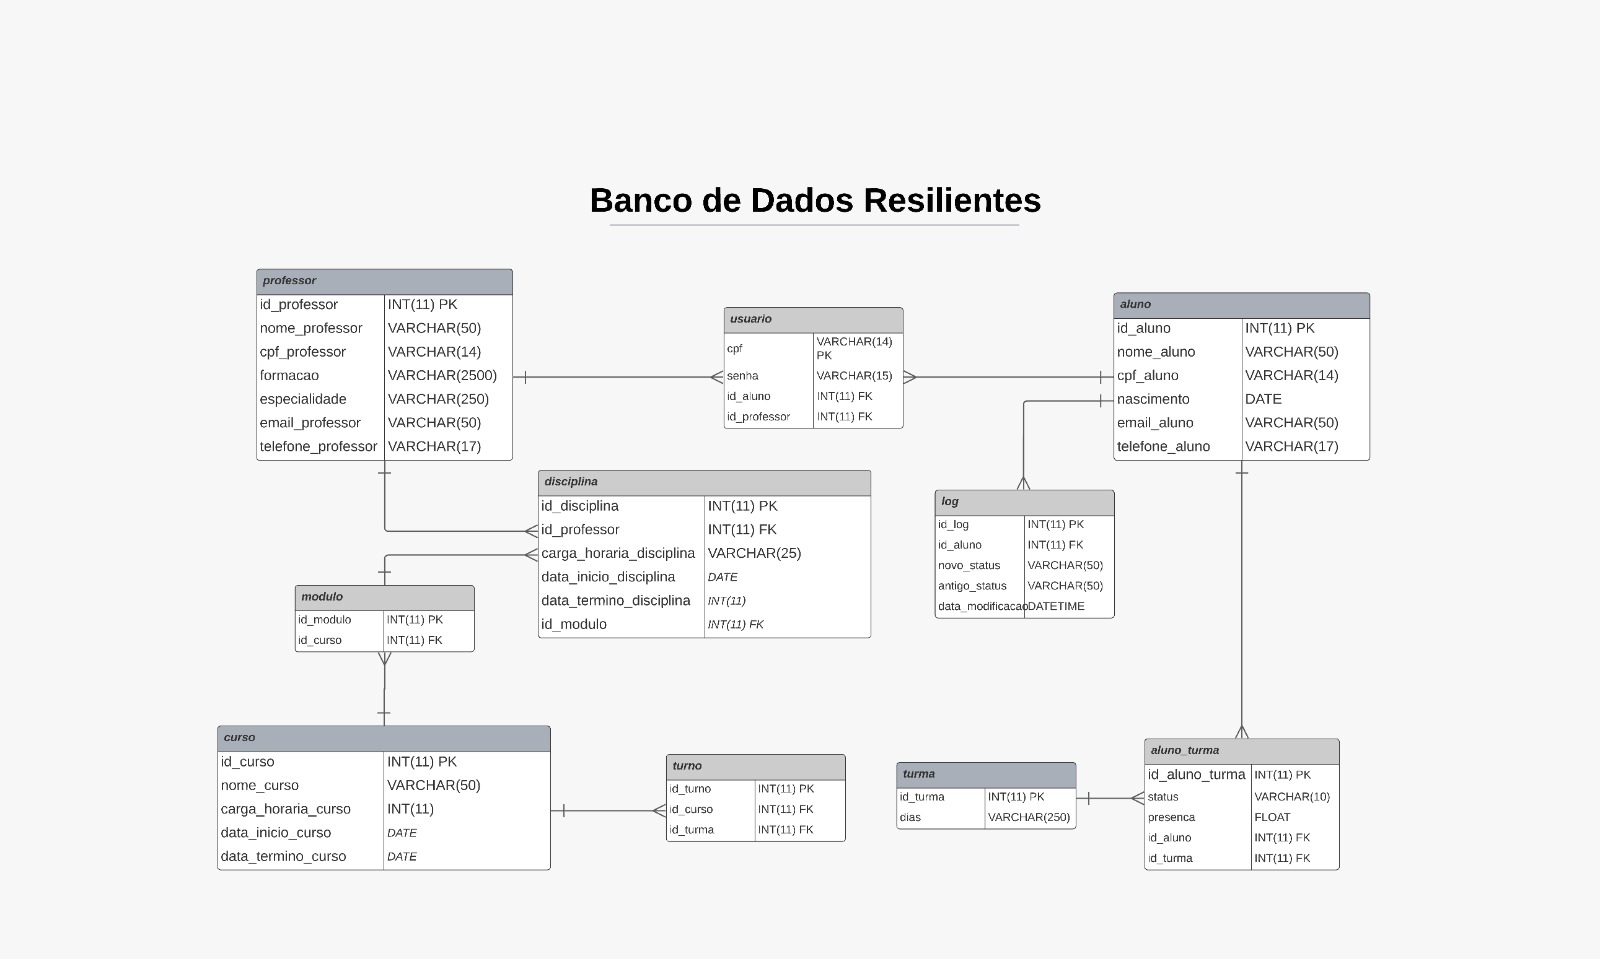 Banco de Dados Resilientes
professor
id_professor INT(11) PK
nome_professor VARCHAR(50)
cpf_professor VARCHAR(14)
formacao VARCHAR(2500)
especialidade VARCHAR(250)
email_professor VARCHAR(50)
telefone_professor VARCHAR(17)
usuario
cpf VARCHAR(14)
PK
senha VARCHAR(15)
id_aluno INT(11) FK
id_professor INT(11) FK
aluno
id_aluno INT(11) PK
nome_aluno VARCHAR(50)
cpf_aluno VARCHAR(14)
nascimento DATE
email_aluno VARCHAR(50)
telefone_aluno VARCHAR(17)
disciplina
id_disciplina INT(11) PK
id_professor INT(11) FK
carga_horaria_disciplina VARCHAR(25)
data_inicio_disciplina DATE
data_termino_disciplina INT(11)
id_modulo INT(11) FK
log
id_log INT(11) PK
id_aluno INT(11) FK
novo_status VARCHAR(50)
antigo_status VARCHAR(50)
data_modificacao DATETIME
modulo
id_modulo INT(11) PK
id_curso INT(11) FK
curso
id_curso INT(11) PK
nome_curso VARCHAR(50)
carga_horaria_curso INT(11)
data_inicio_curso DATE
data_termino_curso DATE
turno
id_turno INT(11) PK
id_curso INT(11) FK
id_turma INT(11) FK
turma
id_turma INT(11) PK
dias VARCHAR(250)
aluno_turma
id_aluno_turma INT(11) PK
status VARCHAR(10)
presenca FLOAT
id_aluno INT(11) FK
id_turma INT(11) FK